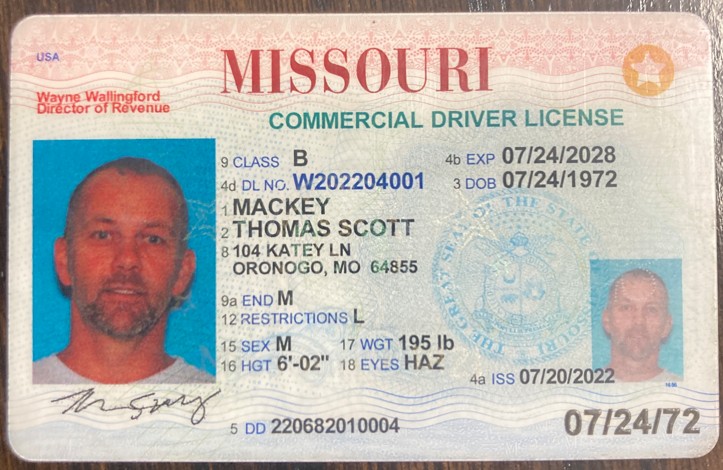 USA
MISSOURI
Wayne Wallingford
Director of Revenue
COMMERCIAL DRIVER LICENSE
9 CLASS B
4b EXP 07/24/2028
4d DL NO. W202204001
3 DOB 07/24/1972
1 MACKEY
2 THOMAS SCOTT
8 104 KATEY LN
ORONOGO, MO 64855
9a END M
12 RESTRICTIONS L
15 SEX M 17 WGT 195 lb
16 HGT 6'-02" 18 EYES HAZ
4a ISS 07/20/2022
5 DD 220682010004
07/24/72
THE GREAT SEAL OF THE STATE OF MISSOURI